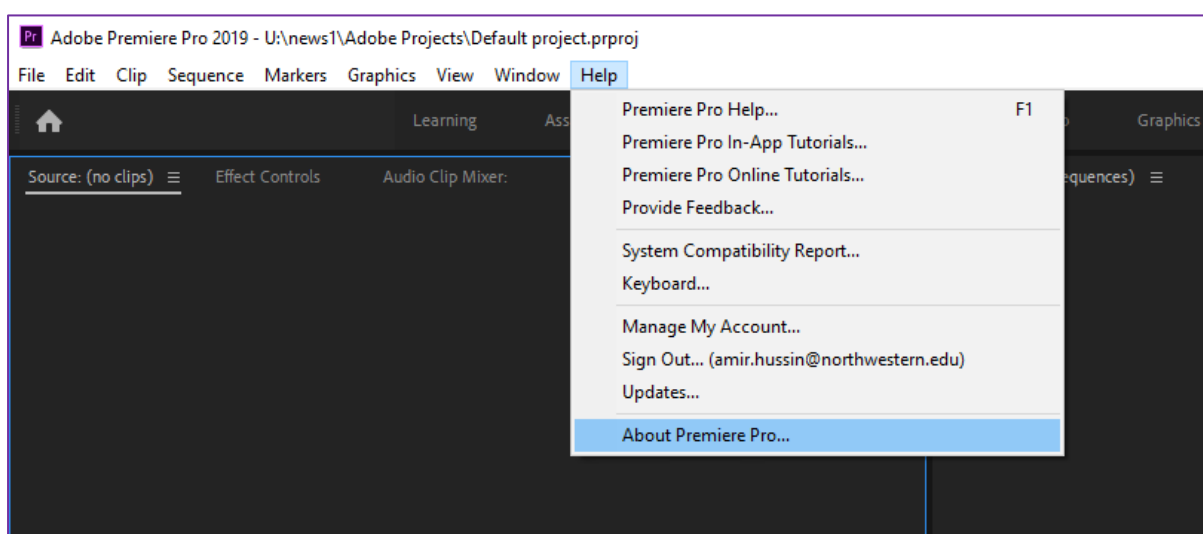 Pr Adobe Premiere Pro 2019 - U:\news1\Adobe Projects\Default project.prproj
File Edit Clip Sequence Markers Graphics View Window Help
Learning Ass Graphics
Source: (no clips) Effect Controls Audio Clip Mixer: equences)
Premiere Pro Help... F1
Premiere Pro In-App Tutorials...
Premiere Pro Online Tutorials...
Provide Feedback...
System Compatibility Report...
Keyboard...
Manage My Account...
Sign Out... (amir.hussin@northwestern.edu)
Updates...
About Premiere Pro...